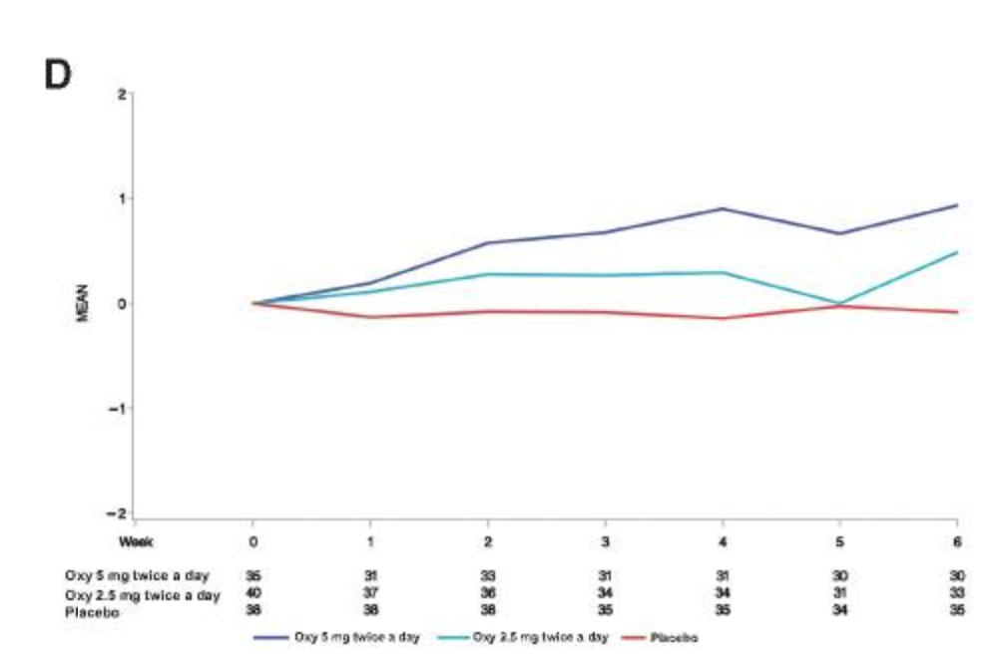 D
2
1
0
−1
−2
MEAN
Week 0 1 2 3 4 5 6
Oxy 5 mg twice a day 35 31 33 31 31 30 30
Oxy 2.5 mg twice a day 40 37 36 34 34 31 33
Placebo 38 38 38 35 35 34 35
Oxy 5 mg twice a day Oxy 2.5 mg twice a day Placebo